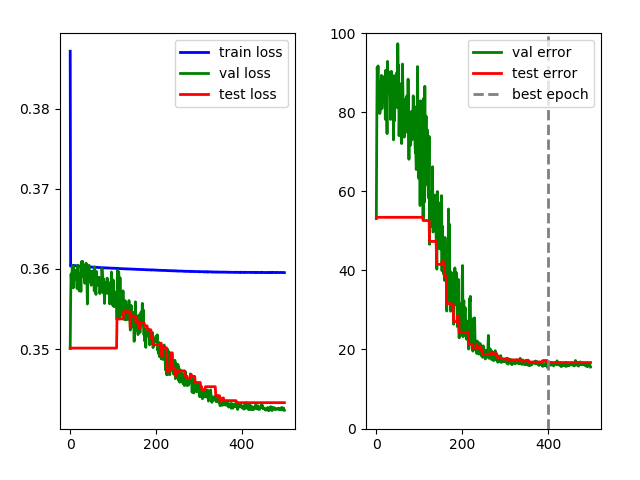 train loss
val loss
test loss
0.38
0.37
0.36
0.35
0
200
400
val error
test error
best epoch
100
80
60
40
20
0
0
200
400